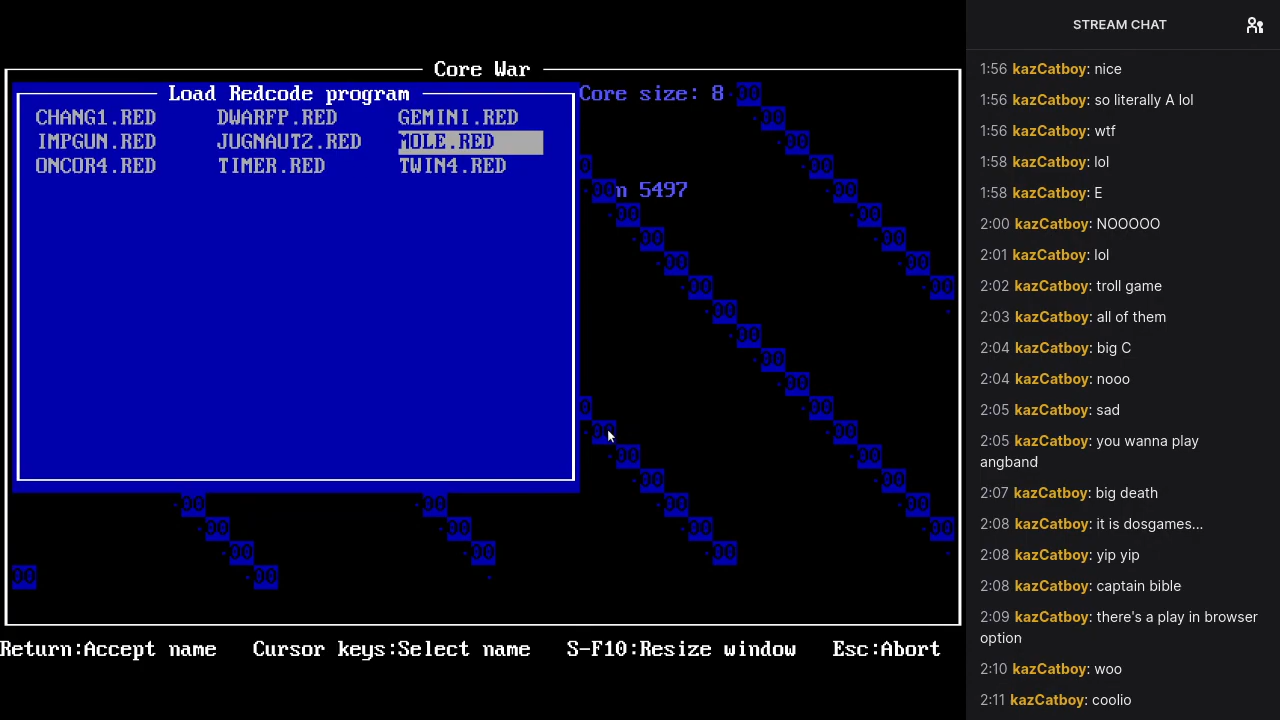 STREAM CHAT
Core War
Load Redcode program
CHANG1.RED DWARFP.RED GEMINI.RED
IMPGUN.RED JUGNAUT2.RED MOLE.RED
ONCOR4.RED TIMER.RED TWIN4.RED
Core size: 8
n 5497
Return:Accept name Cursor keys:Select name S-F10:Resize window Esc:Abort
1:56 kazCatboy: nice
1:56 kazCatboy: so literally A lol
1:56 kazCatboy: wtf
1:58 kazCatboy: lol
1:58 kazCatboy: E
2:00 kazCatboy: NOOOOO
2:01 kazCatboy: lol
2:02 kazCatboy: troll game
2:03 kazCatboy: all of them
2:04 kazCatboy: big C
2:04 kazCatboy: nooo
2:05 kazCatboy: sad
2:05 kazCatboy: you wanna play
angband
2:07 kazCatboy: big death
2:08 kazCatboy: it is dosgames...
2:08 kazCatboy: yip yip
2:08 kazCatboy: captain bible
2:09 kazCatboy: there's a play in browser
option
2:10 kazCatboy: woo
2:11 kazCatboy: coolio